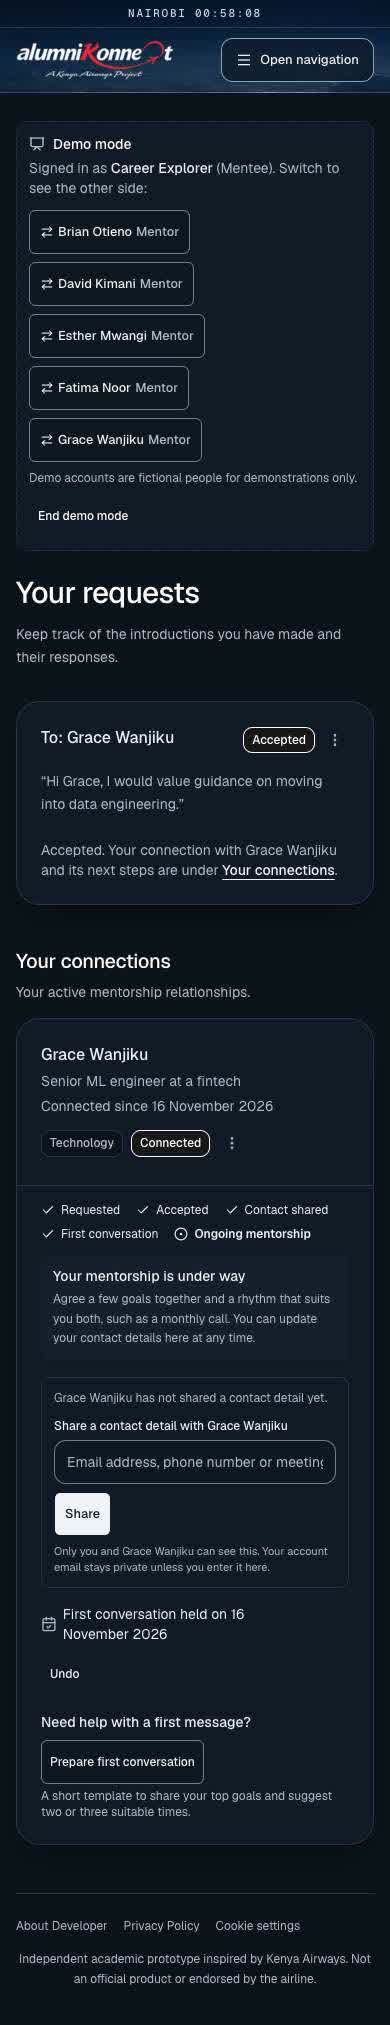 NAIROBI 00:58:08
alumniKonnect
A Kenya Airways Project
Open navigation
Demo mode
Signed in as Career Explorer (Mentee). Switch to
see the other side:
Brian Otieno Mentor
David Kimani Mentor
Esther Mwangi Mentor
Fatima Noor Mentor
Grace Wanjiku Mentor
Demo accounts are fictional people for demonstrations only.
End demo mode
Your requests
Keep track of the introductions you have made and
their responses.
To: Grace Wanjiku
Accepted
“Hi Grace, I would value guidance on moving
into data engineering.”
Accepted. Your connection with Grace Wanjiku
and its next steps are under Your connections.
Your connections
Your active mentorship relationships.
Grace Wanjiku
Senior ML engineer at a fintech
Connected since 16 November 2026
Technology Connected
Requested Accepted Contact shared
First conversation Ongoing mentorship
Your mentorship is under way
Agree a few goals together and a rhythm that suits
you both, such as a monthly call. You can update
your contact details here at any time.
Grace Wanjiku has not shared a contact detail yet.
Share a contact detail with Grace Wanjiku
Email address, phone number or meeting
Share
Only you and Grace Wanjiku can see this. Your account
email stays private unless you enter it here.
First conversation held on 16
November 2026
Undo
Need help with a first message?
Prepare first conversation
A short template to share your top goals and suggest
two or three suitable times.
About Developer Privacy Policy Cookie settings
Independent academic prototype inspired by Kenya Airways. Not
an official product or endorsed by the airline.